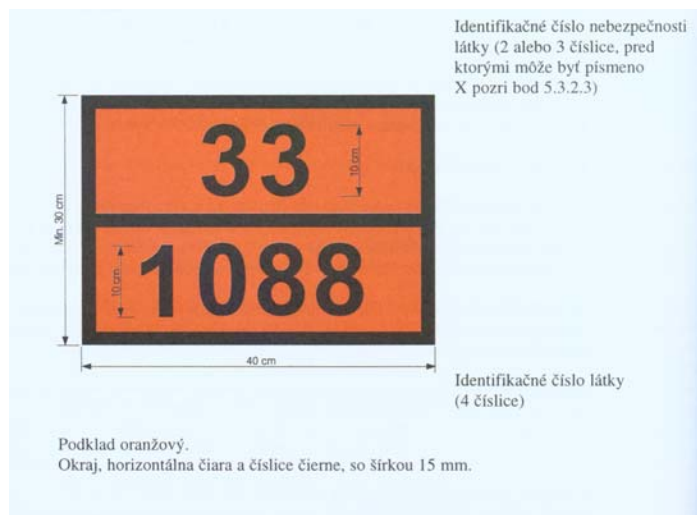 Identifikačné číslo nebezpečnosti
látky (2 alebo 3 číslice, pred
ktorými môže byť písmeno
X pozri bod 5.3.2.3)
33
10 cm
Min. 30 cm
1088
10 cm
40 cm
Identifikačné číslo látky
(4 číslice)
Podklad oranžový.
Okraj, horizontálna čiara a číslice čierne, so šírkou 15 mm.